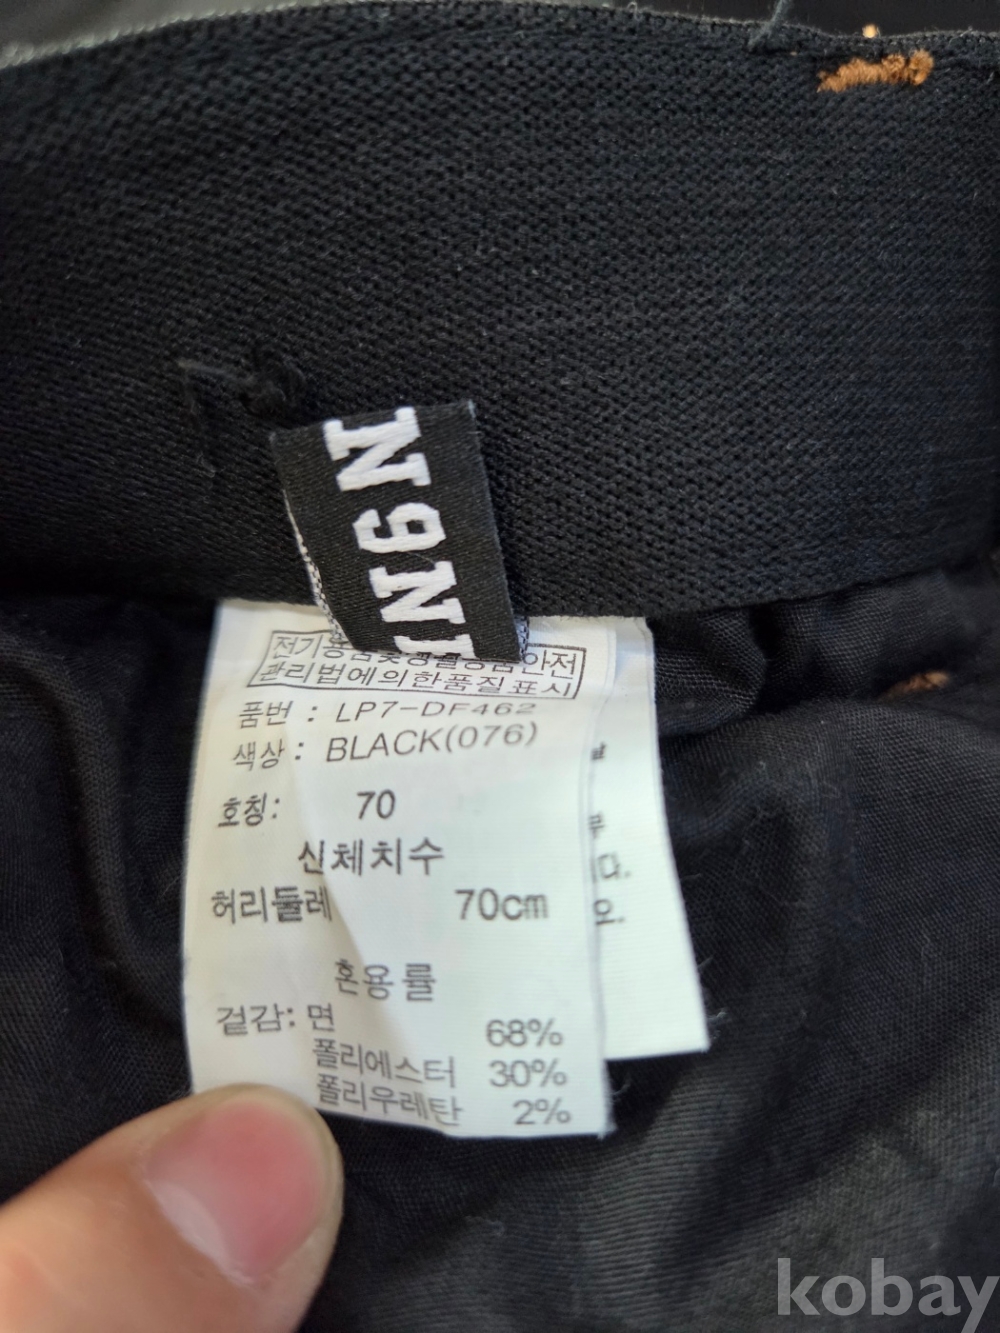 N9N
전기용품및생활용품안전
관리법에의한품질표시
품번 : LP7-DF462
색상 : BLACK(076)
호칭: 70
신체치수
허리둘레 70cm
혼용률
겉감: 면 68%
폴리에스터 30%
폴리우레탄 2%
다.
오.
kobay